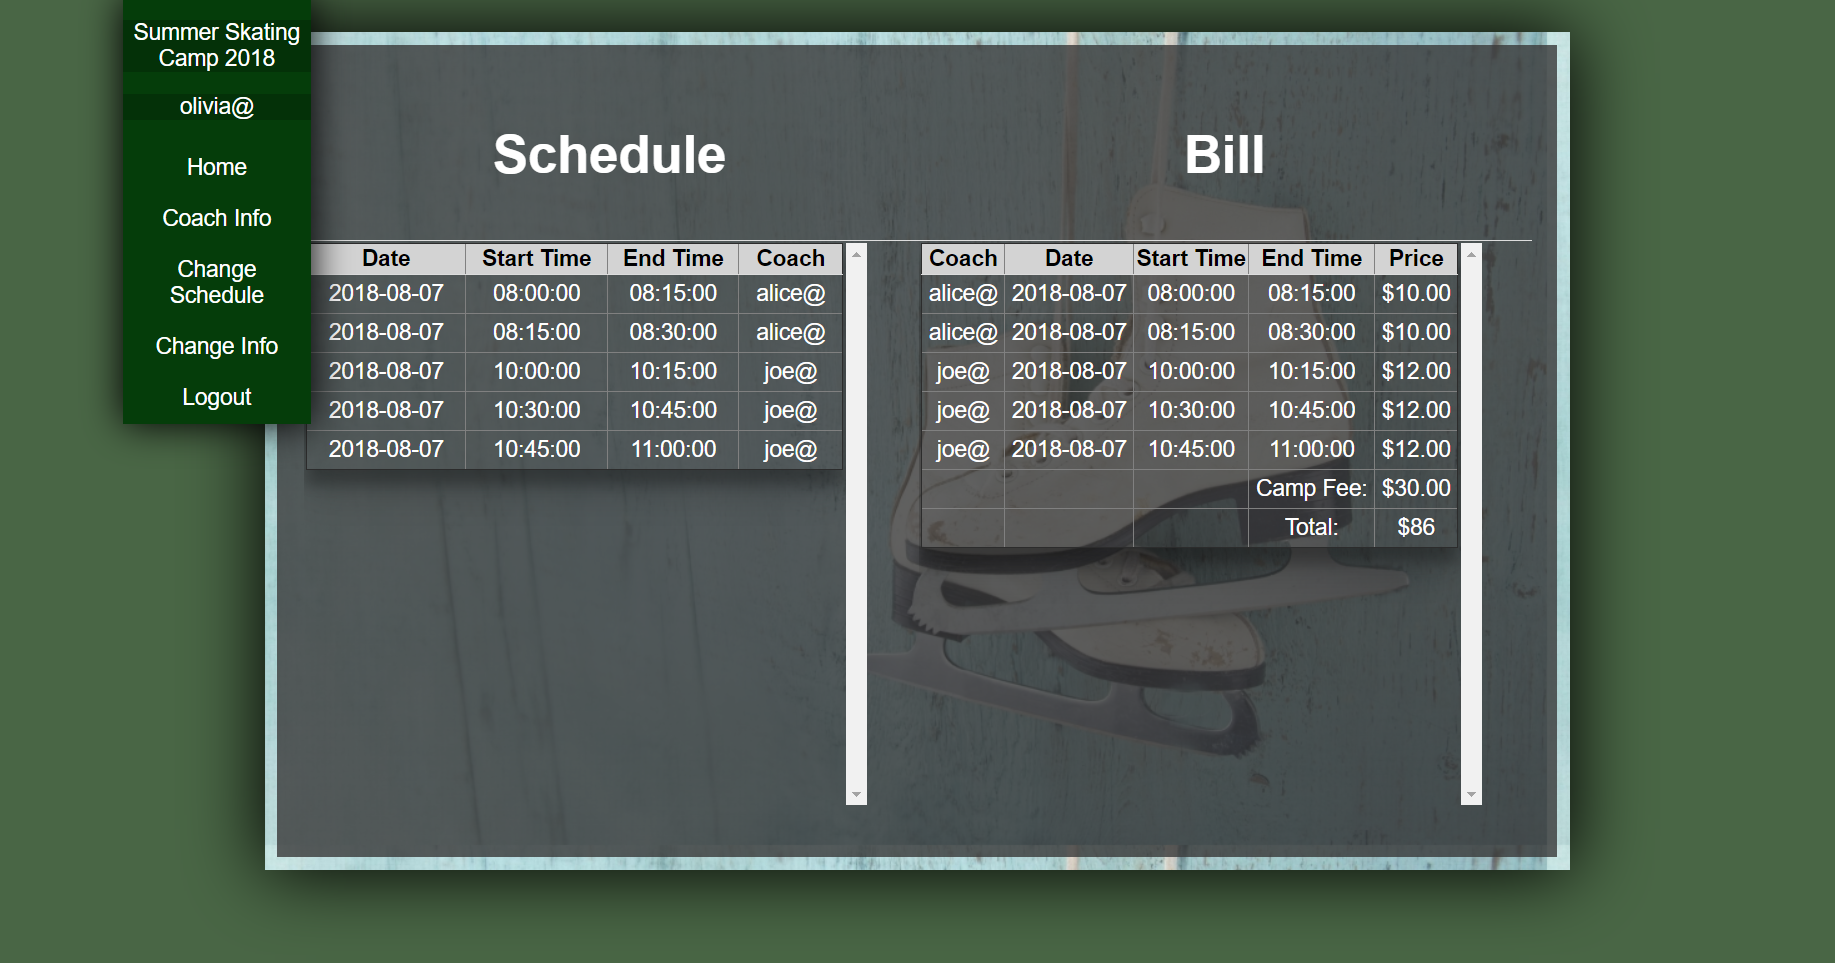 Summer Skating
Camp 2018
olivia@
Home
Coach Info
Change
Schedule
Change Info
Logout
Schedule
Date Start Time End Time Coach
2018-08-07 08:00:00 08:15:00 alice@
2018-08-07 08:15:00 08:30:00 alice@
2018-08-07 10:00:00 10:15:00 joe@
2018-08-07 10:30:00 10:45:00 joe@
2018-08-07 10:45:00 11:00:00 joe@
Bill
Coach Date Start Time End Time Price
alice@ 2018-08-07 08:00:00 08:15:00 $10.00
alice@ 2018-08-07 08:15:00 08:30:00 $10.00
joe@ 2018-08-07 10:00:00 10:15:00 $12.00
joe@ 2018-08-07 10:30:00 10:45:00 $12.00
joe@ 2018-08-07 10:45:00 11:00:00 $12.00
Camp Fee: $30.00
Total: $86